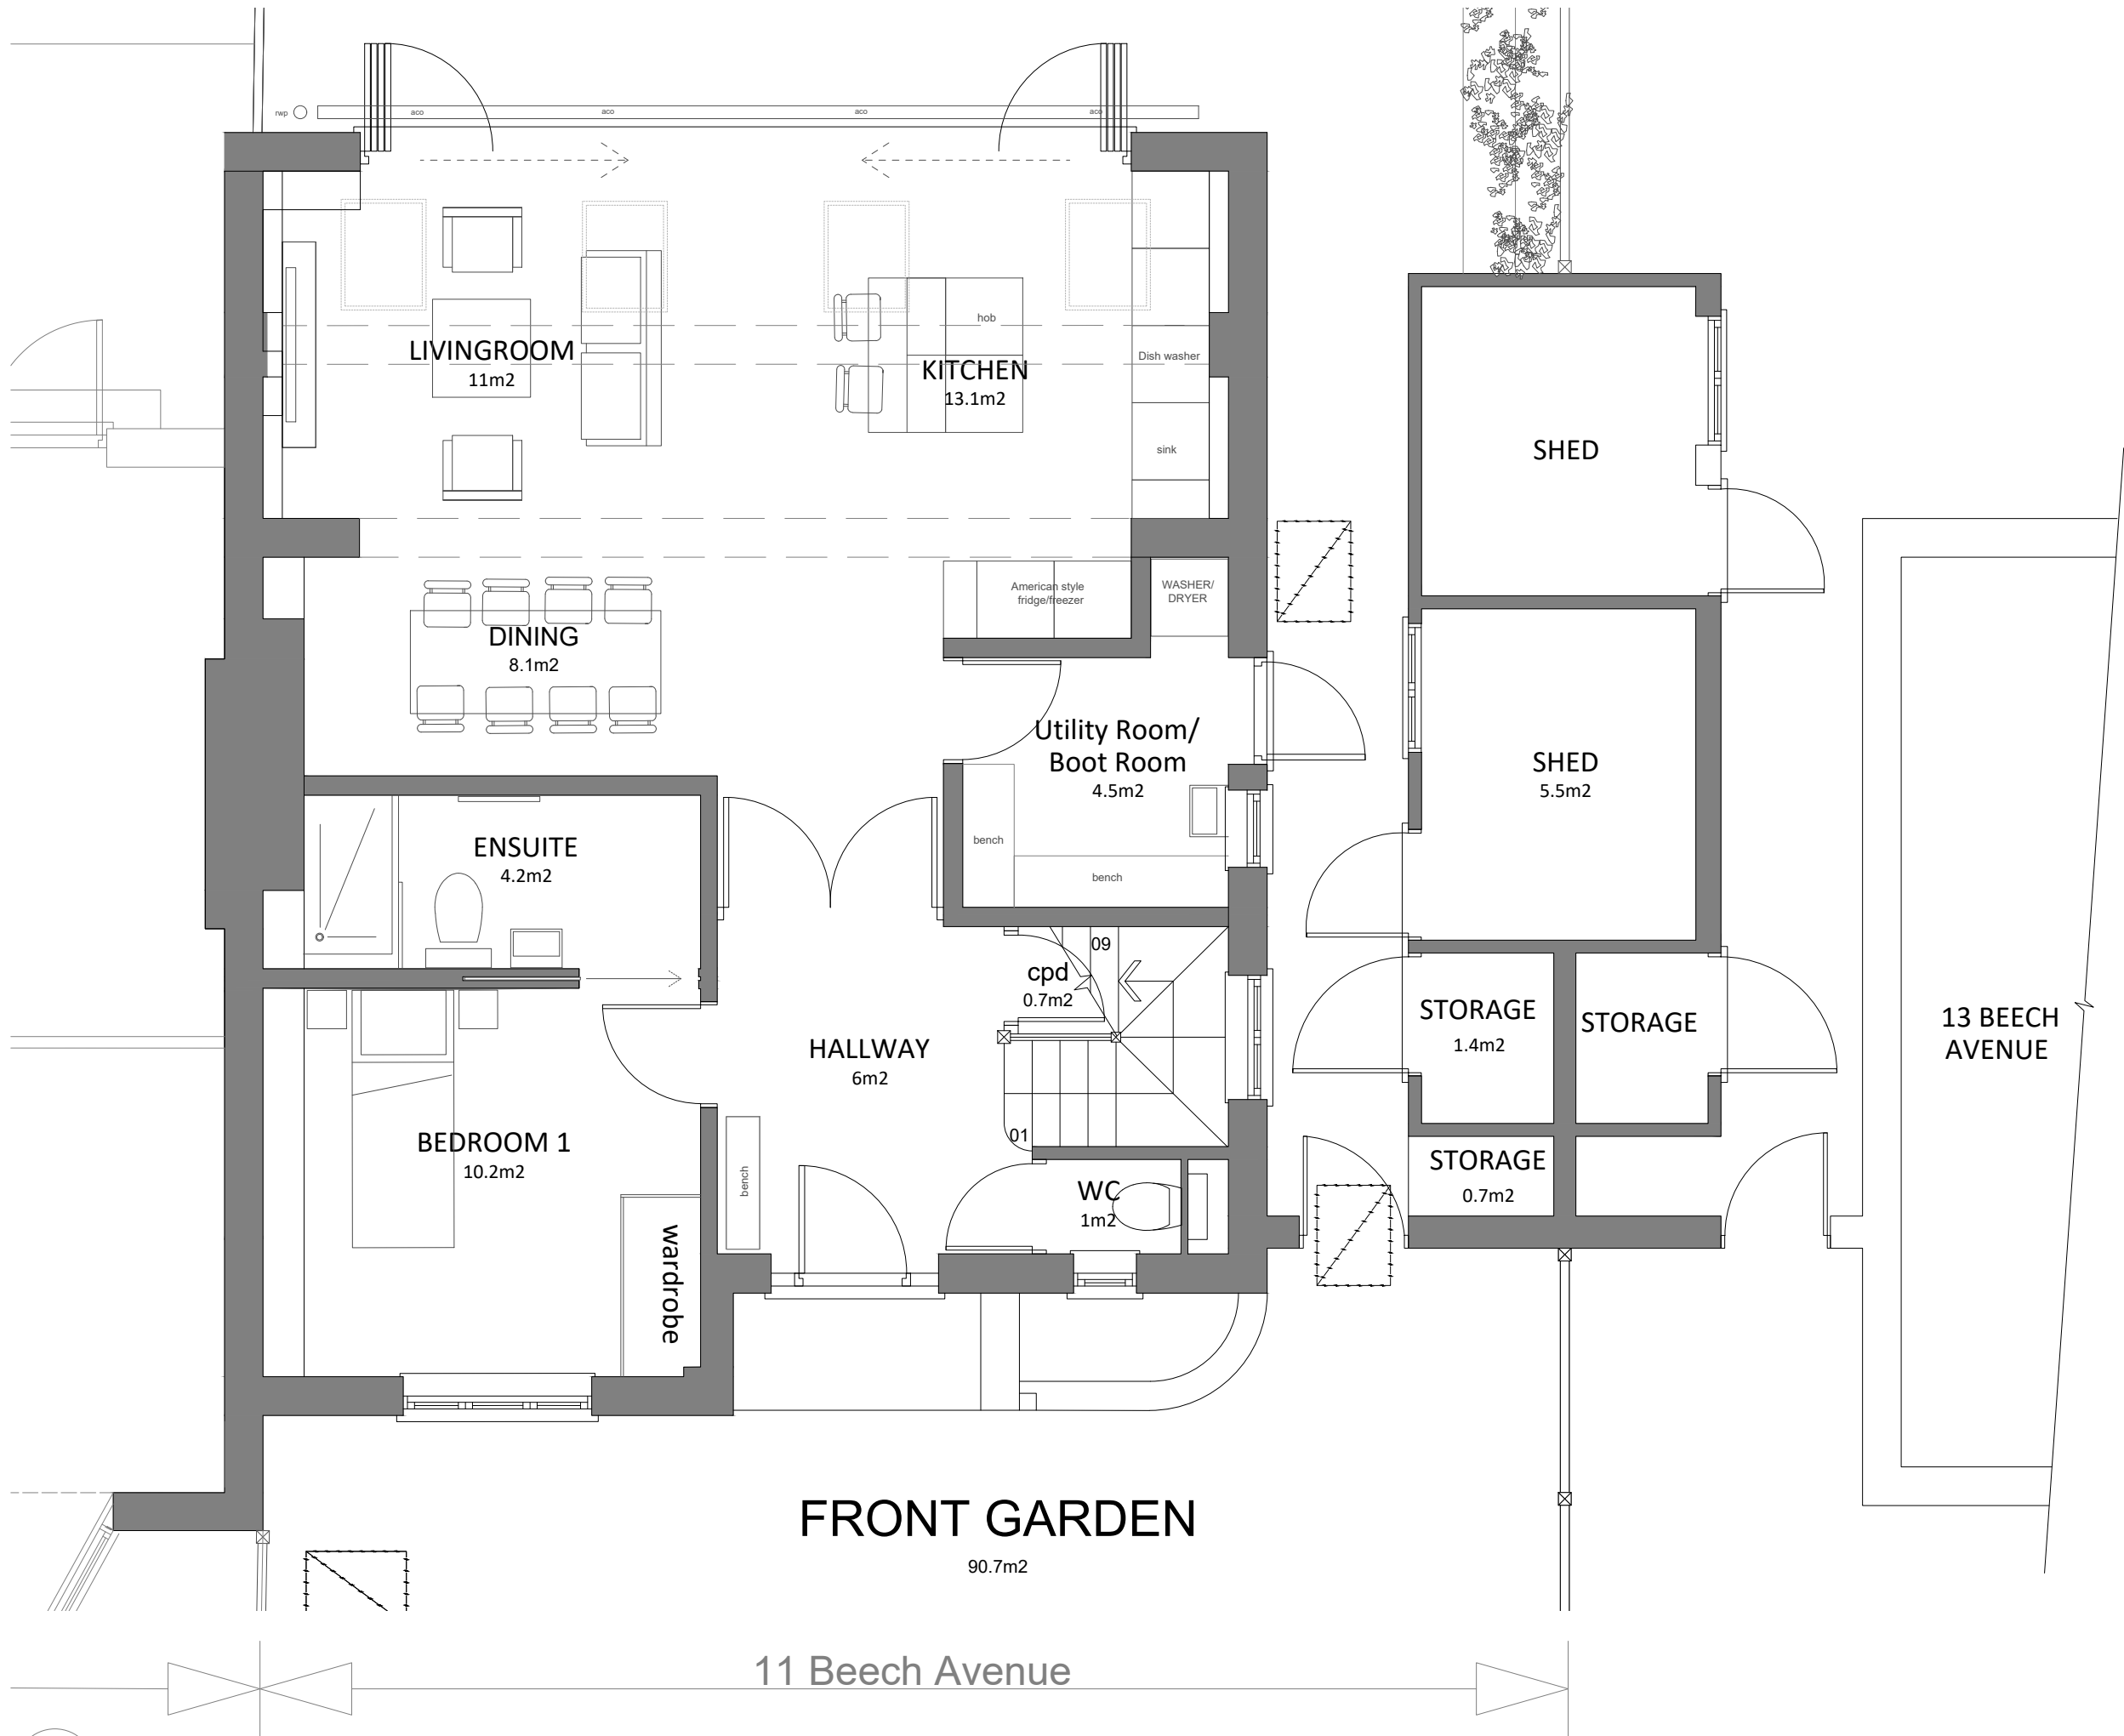 rwp
aco
aco
aco
aco
hob
LIVINGROOM
11m2
KITCHEN
13.1m2
Dish washer
sink
SHED
American style
fridge/freezer
WASHER/
DRYER
DINING
8.1m2
Utility Room/
Boot Room
4.5m2
SHED
5.5m2
bench
bench
ENSUITE
4.2m2
09
cpd
0.7m2
HALLWAY
6m2
STORAGE
1.4m2
STORAGE
13 BEECH
AVENUE
01
BEDROOM 1
10.2m2
bench
WC
1m2
STORAGE
0.7m2
wardrobe
FRONT GARDEN
90.7m2
11 Beech Avenue